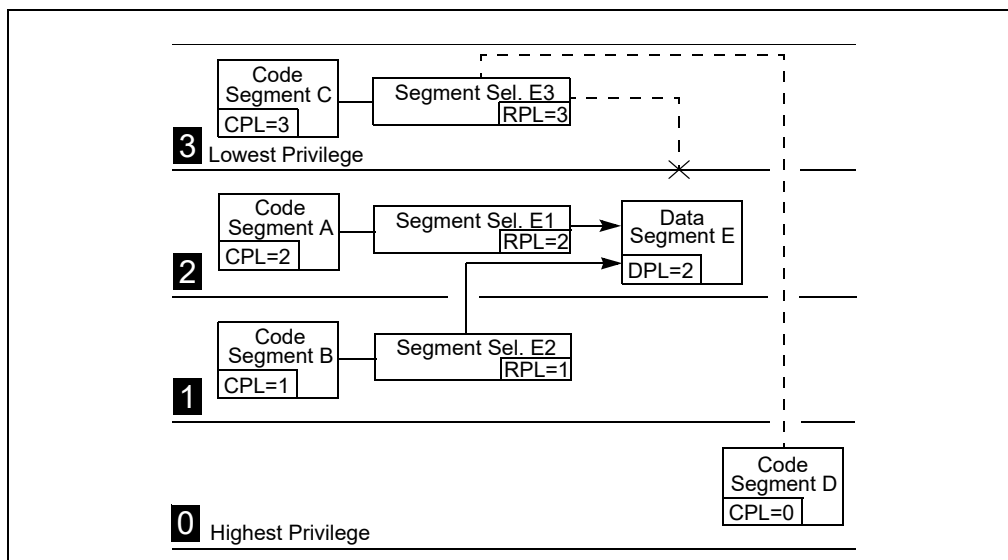 Code
Segment C
CPL=3
Segment Sel. E3
RPL=3
3
Lowest Privilege
Code
Segment A
CPL=2
Segment Sel. E1
RPL=2
Data
Segment E
DPL=2
2
Code
Segment B
CPL=1
Segment Sel. E2
RPL=1
1
Code
Segment D
CPL=0
0
Highest Privilege